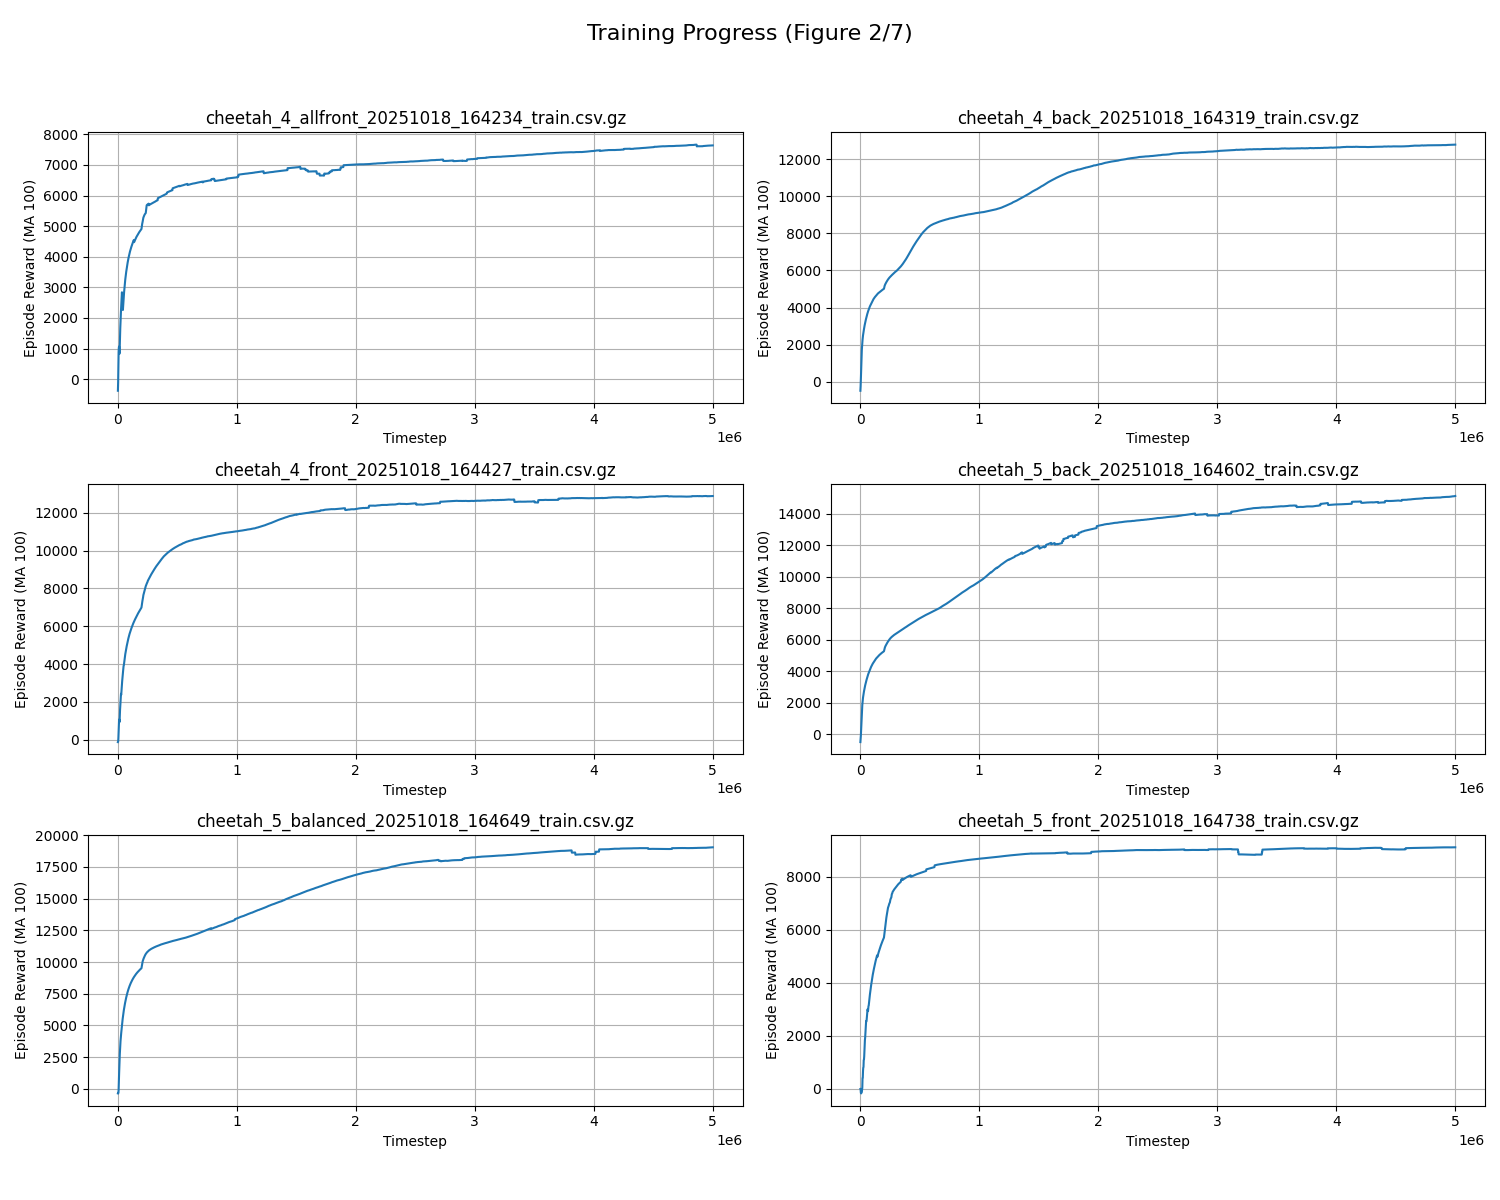 Training Progress (Figure 2/7)
cheetah_4_allfront_20251018_164234_train.csv.gz
Episode Reward (MA 100)
8000
7000
6000
5000
4000
3000
2000
1000
0
0 1 2 3 4 5
1e6
Timestep
cheetah_4_back_20251018_164319_train.csv.gz
Episode Reward (MA 100)
12000
10000
8000
6000
4000
2000
0
0 1 2 3 4 5
1e6
Timestep
cheetah_4_front_20251018_164427_train.csv.gz
Episode Reward (MA 100)
12000
10000
8000
6000
4000
2000
0
0 1 2 3 4 5
1e6
Timestep
cheetah_5_back_20251018_164602_train.csv.gz
Episode Reward (MA 100)
14000
12000
10000
8000
6000
4000
2000
0
0 1 2 3 4 5
1e6
Timestep
cheetah_5_balanced_20251018_164649_train.csv.gz
Episode Reward (MA 100)
20000
17500
15000
12500
10000
7500
5000
2500
0
0 1 2 3 4 5
1e6
Timestep
cheetah_5_front_20251018_164738_train.csv.gz
Episode Reward (MA 100)
8000
6000
4000
2000
0
0 1 2 3 4 5
1e6
Timestep